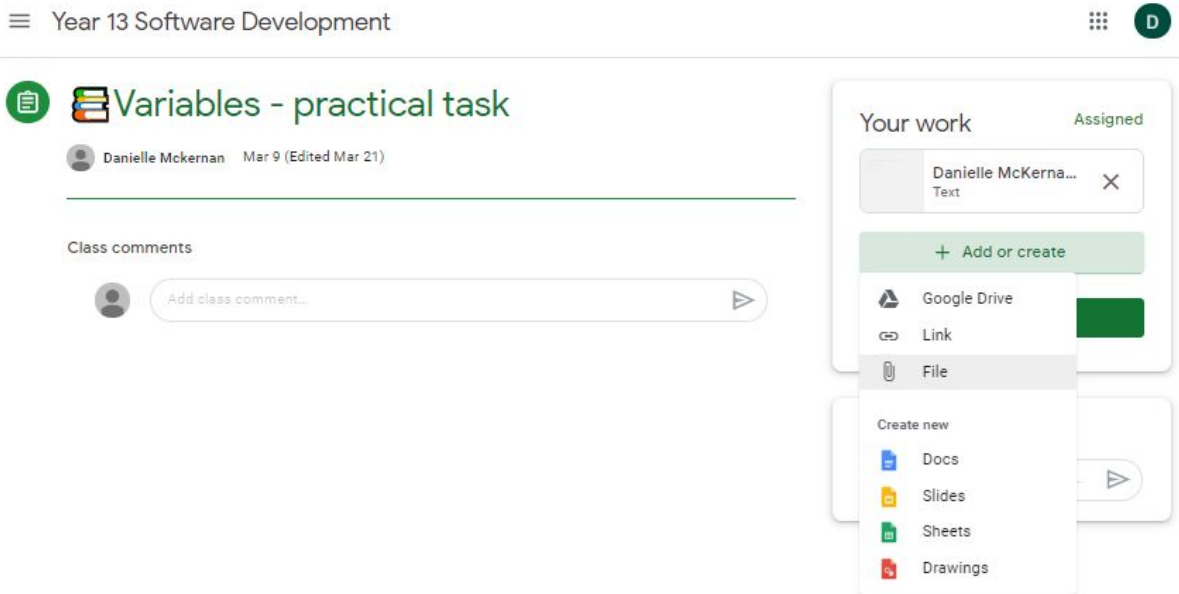 Year 13 Software Development
D
Variables - practical task
Danielle Mckernan Mar 9 (Edited Mar 21)
Class comments
Add class comment...
Your work Assigned
Danielle McKerna...
Text
+ Add or create
Google Drive
Link
File
Create new
Docs
Slides
Sheets
Drawings